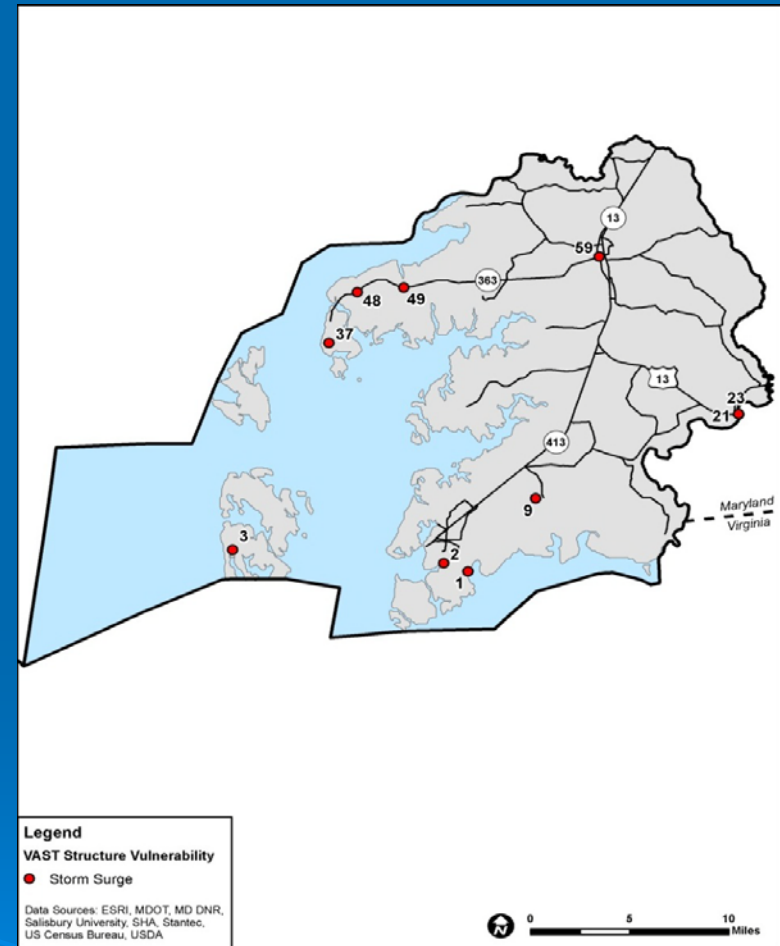 13
59
363
48
49
37
13
23
21
413
9
Maryland
Virginia
3
2
1
Legend
VAST Structure Vulnerability
Storm Surge
Data Sources: ESRI, MDOT, MD DNR,
Salisbury University, SHA, Stantec,
US Census Bureau, USDA
N
0 5 10
Miles